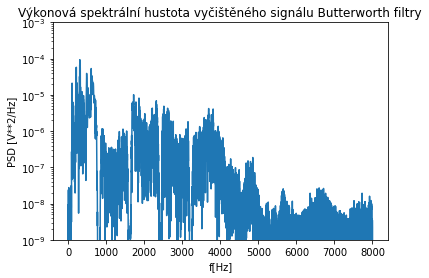 Výkonová spektrální hustota vyčištěného signálu Butterworth filtry
10⁻³
10⁻⁴
10⁻⁵
10⁻⁶
10⁻⁷
10⁻⁸
10⁻⁹
PSD [V**2/Hz]
0 1000 2000 3000 4000 5000 6000 7000 8000
f[Hz]